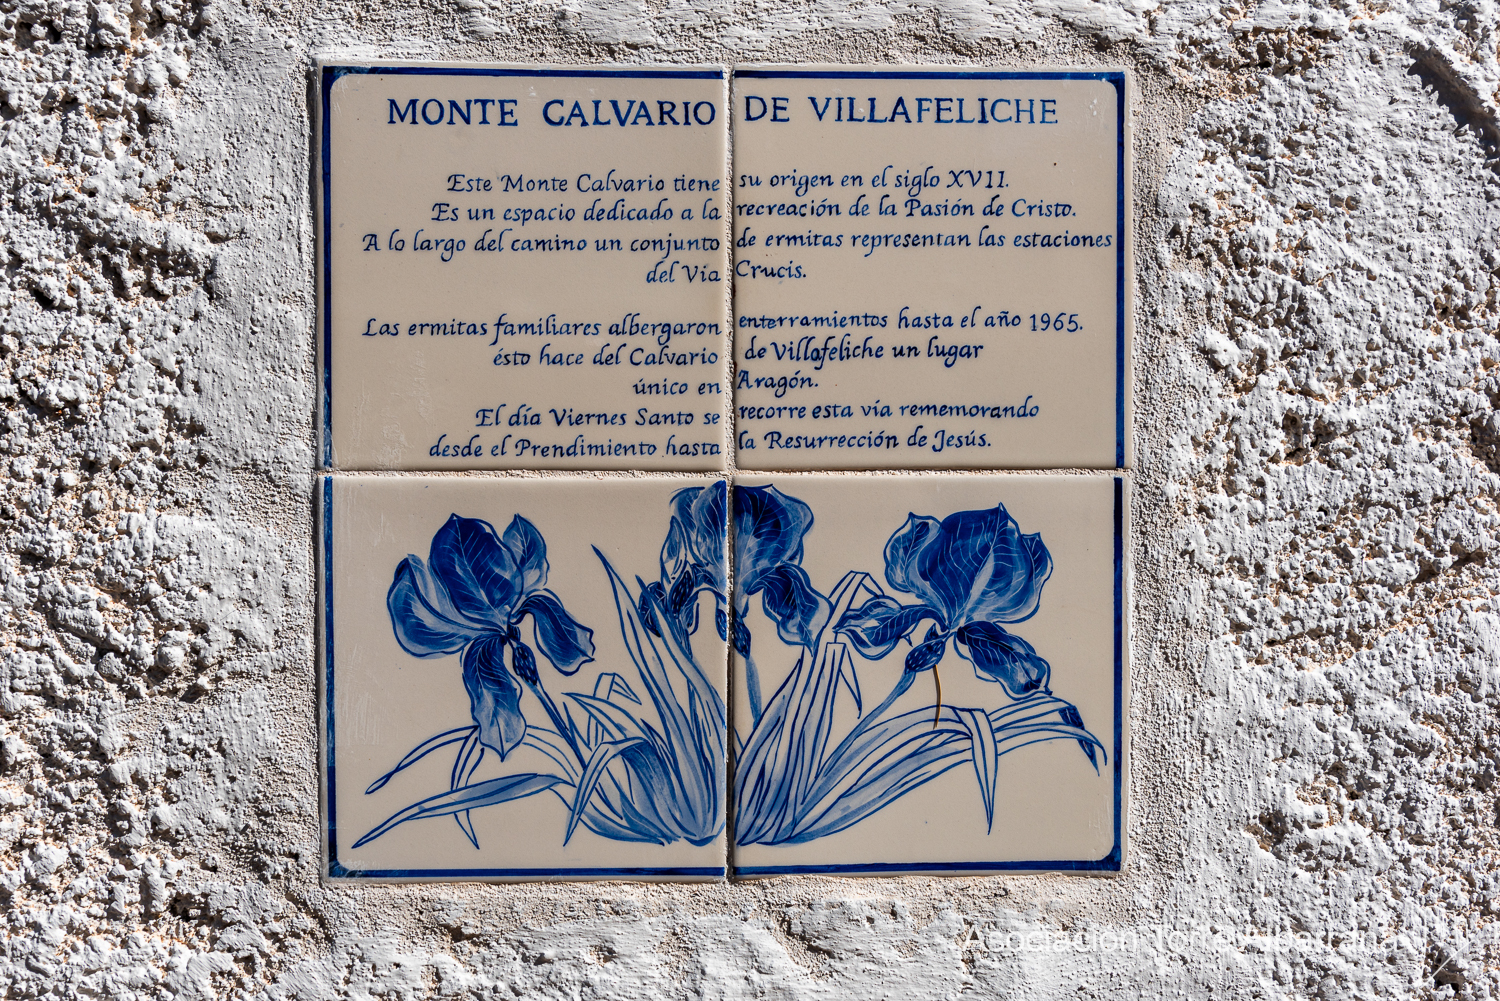 MONTE CALVARIO DE VILLAFELICHE
Este Monte Calvario tiene su origen en el siglo XVII.
Es un espacio dedicado a la recreación de la Pasión de Cristo.
A lo largo del camino un conjunto de ermitas representan las estaciones
del Vía Crucis.
Las ermitas familiares albergaron enterramientos hasta el año 1965.
ésto hace del Calvario de Villafeliche un lugar
único en Aragón.
El día Viernes Santo se recorre esta vía rememorando
desde el Prendimiento hasta la Resurrección de Jesús.
Asociación